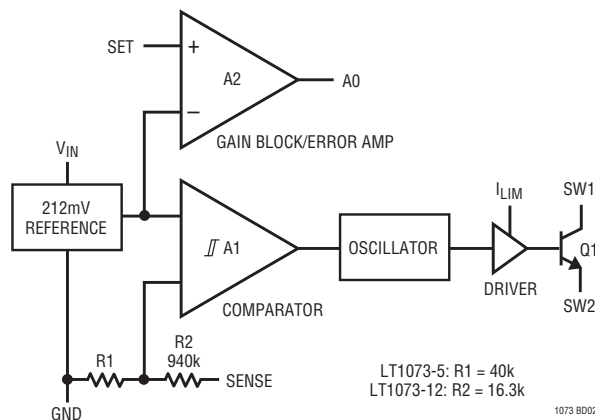 SET
+
A2
−
A0
GAIN BLOCK/ERROR AMP
VIN
212mV
REFERENCE
A1
COMPARATOR
OSCILLATOR
ILIM
DRIVER
SW1
Q1
SW2
R1
R2
940k
SENSE
GND
LT1073-5: R1 = 40k
LT1073-12: R2 = 16.3k
1073 BD02